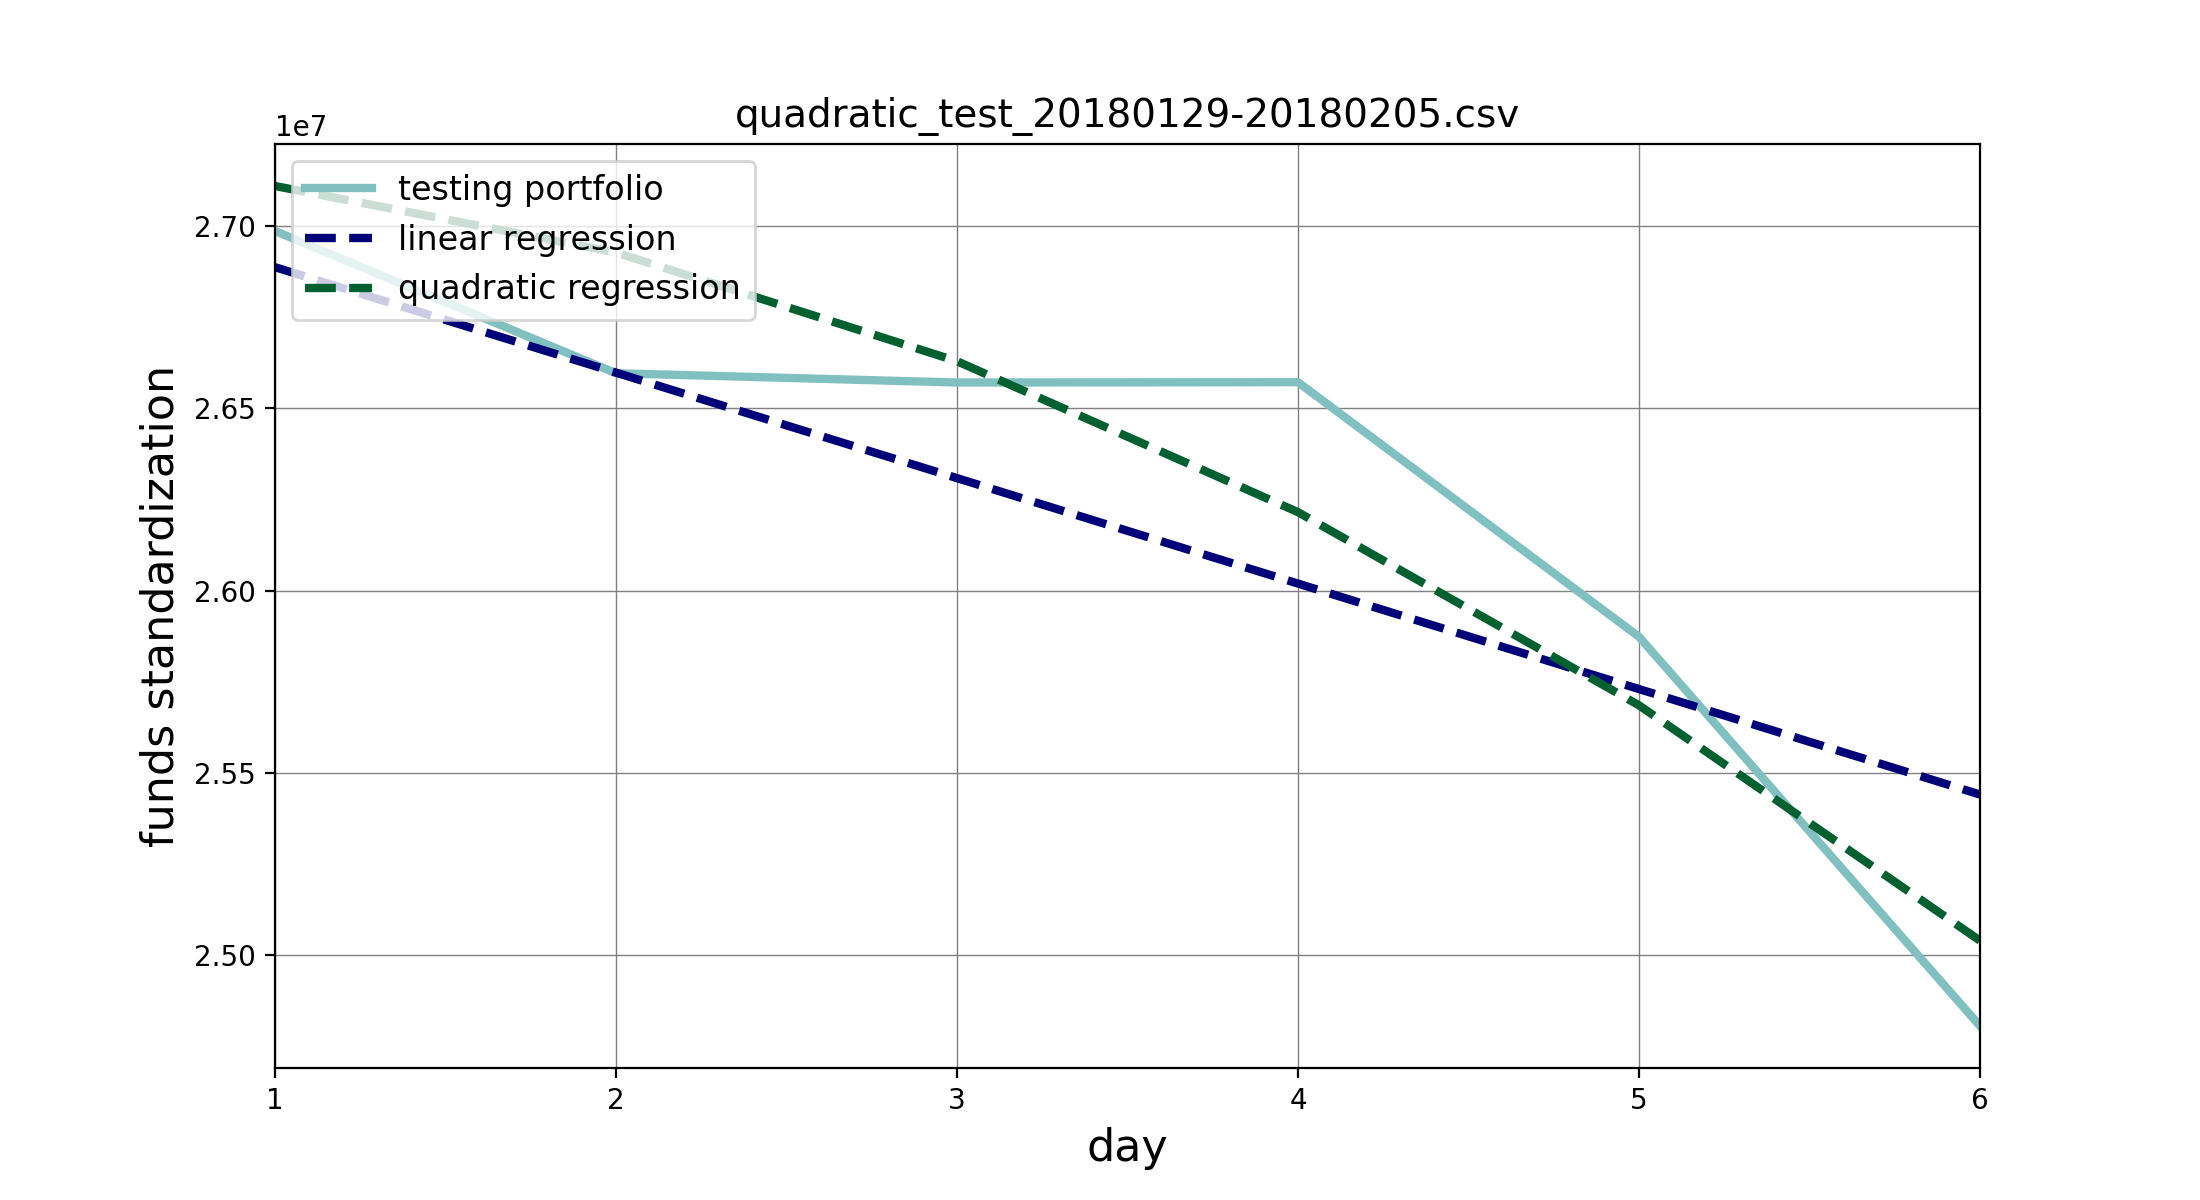 quadratic_test_20180129-20180205.csv
1e7
testing portfolio
linear regression
quadratic regression
2.70
2.65
2.60
2.55
2.50
funds standardization
1 2 3 4 5 6
day